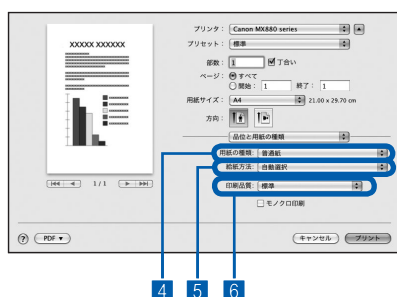 XXXXX XXXXXX
プリンタ： Canon MX880 series
プリセット： 標準
部数： 1 丁合い
ページ： すべて
開始： 1 終了： 1
用紙サイズ： A4 21.00 x 29.70 cm
方向：
品位と用紙の種類
用紙の種類： 普通紙
給紙方法： 自動選択
印刷品質： 標準
モノクロ印刷
1 / 1
? PDF▼ キャンセル プリント
4 5 6